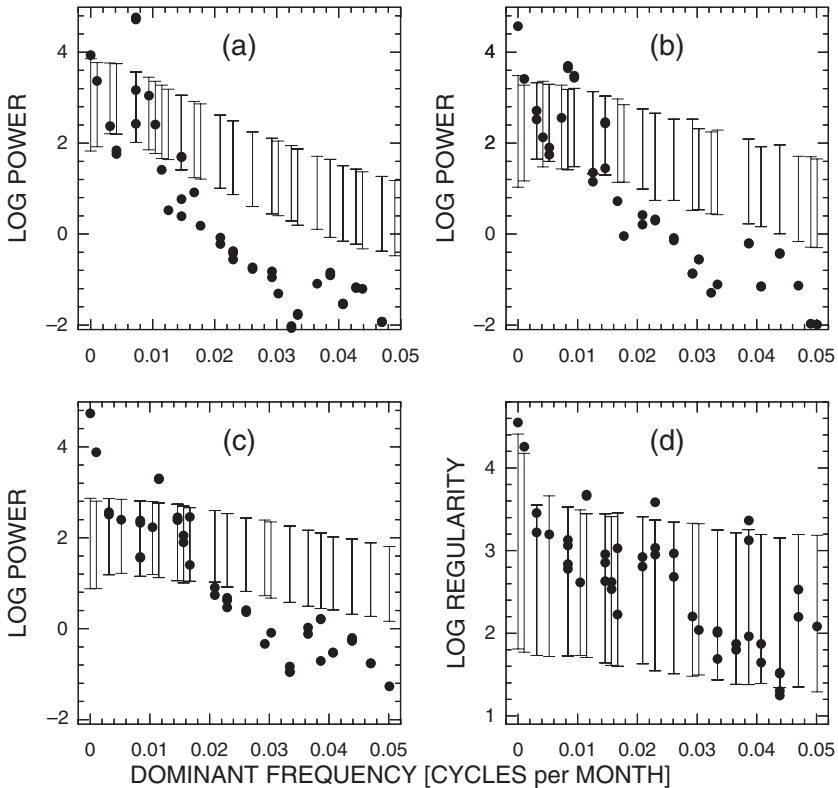 (a) (b)
4 4
2 2
0 0
−2 −2
LOG POWER LOG POWER
0 0.01 0.02 0.03 0.04 0.05 0 0.01 0.02 0.03 0.04 0.05
(c) (d)
4 4
2 3
0 2
−2 1
LOG POWER LOG REGULARITY
0 0.01 0.02 0.03 0.04 0.05 0 0.01 0.02 0.03 0.04 0.05
DOMINANT FREQUENCY [CYCLES per MONTH]